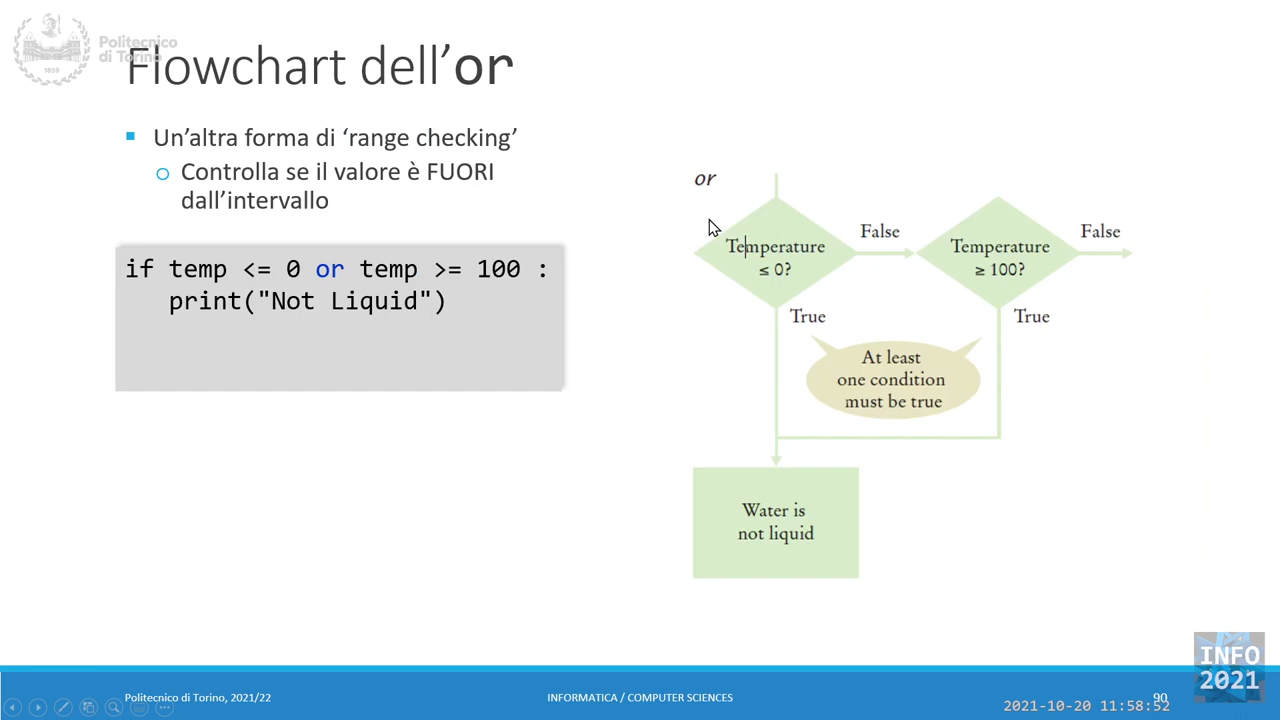 Politecnico
di Torino
1859
Flowchart dell’or
Un’altra forma di ‘range checking’
Controlla se il valore è FUORI
dall’intervallo
if temp <= 0 or temp >= 100 :
print("Not Liquid")
or
Temperature
≤ 0?
False
Temperature
≥ 100?
False
True
True
At least
one condition
must be true
Water is
not liquid
INFO
2021
Politecnico di Torino, 2021/22
INFORMATICA / COMPUTER SCIENCES
90
2021-10-20 11:58:52